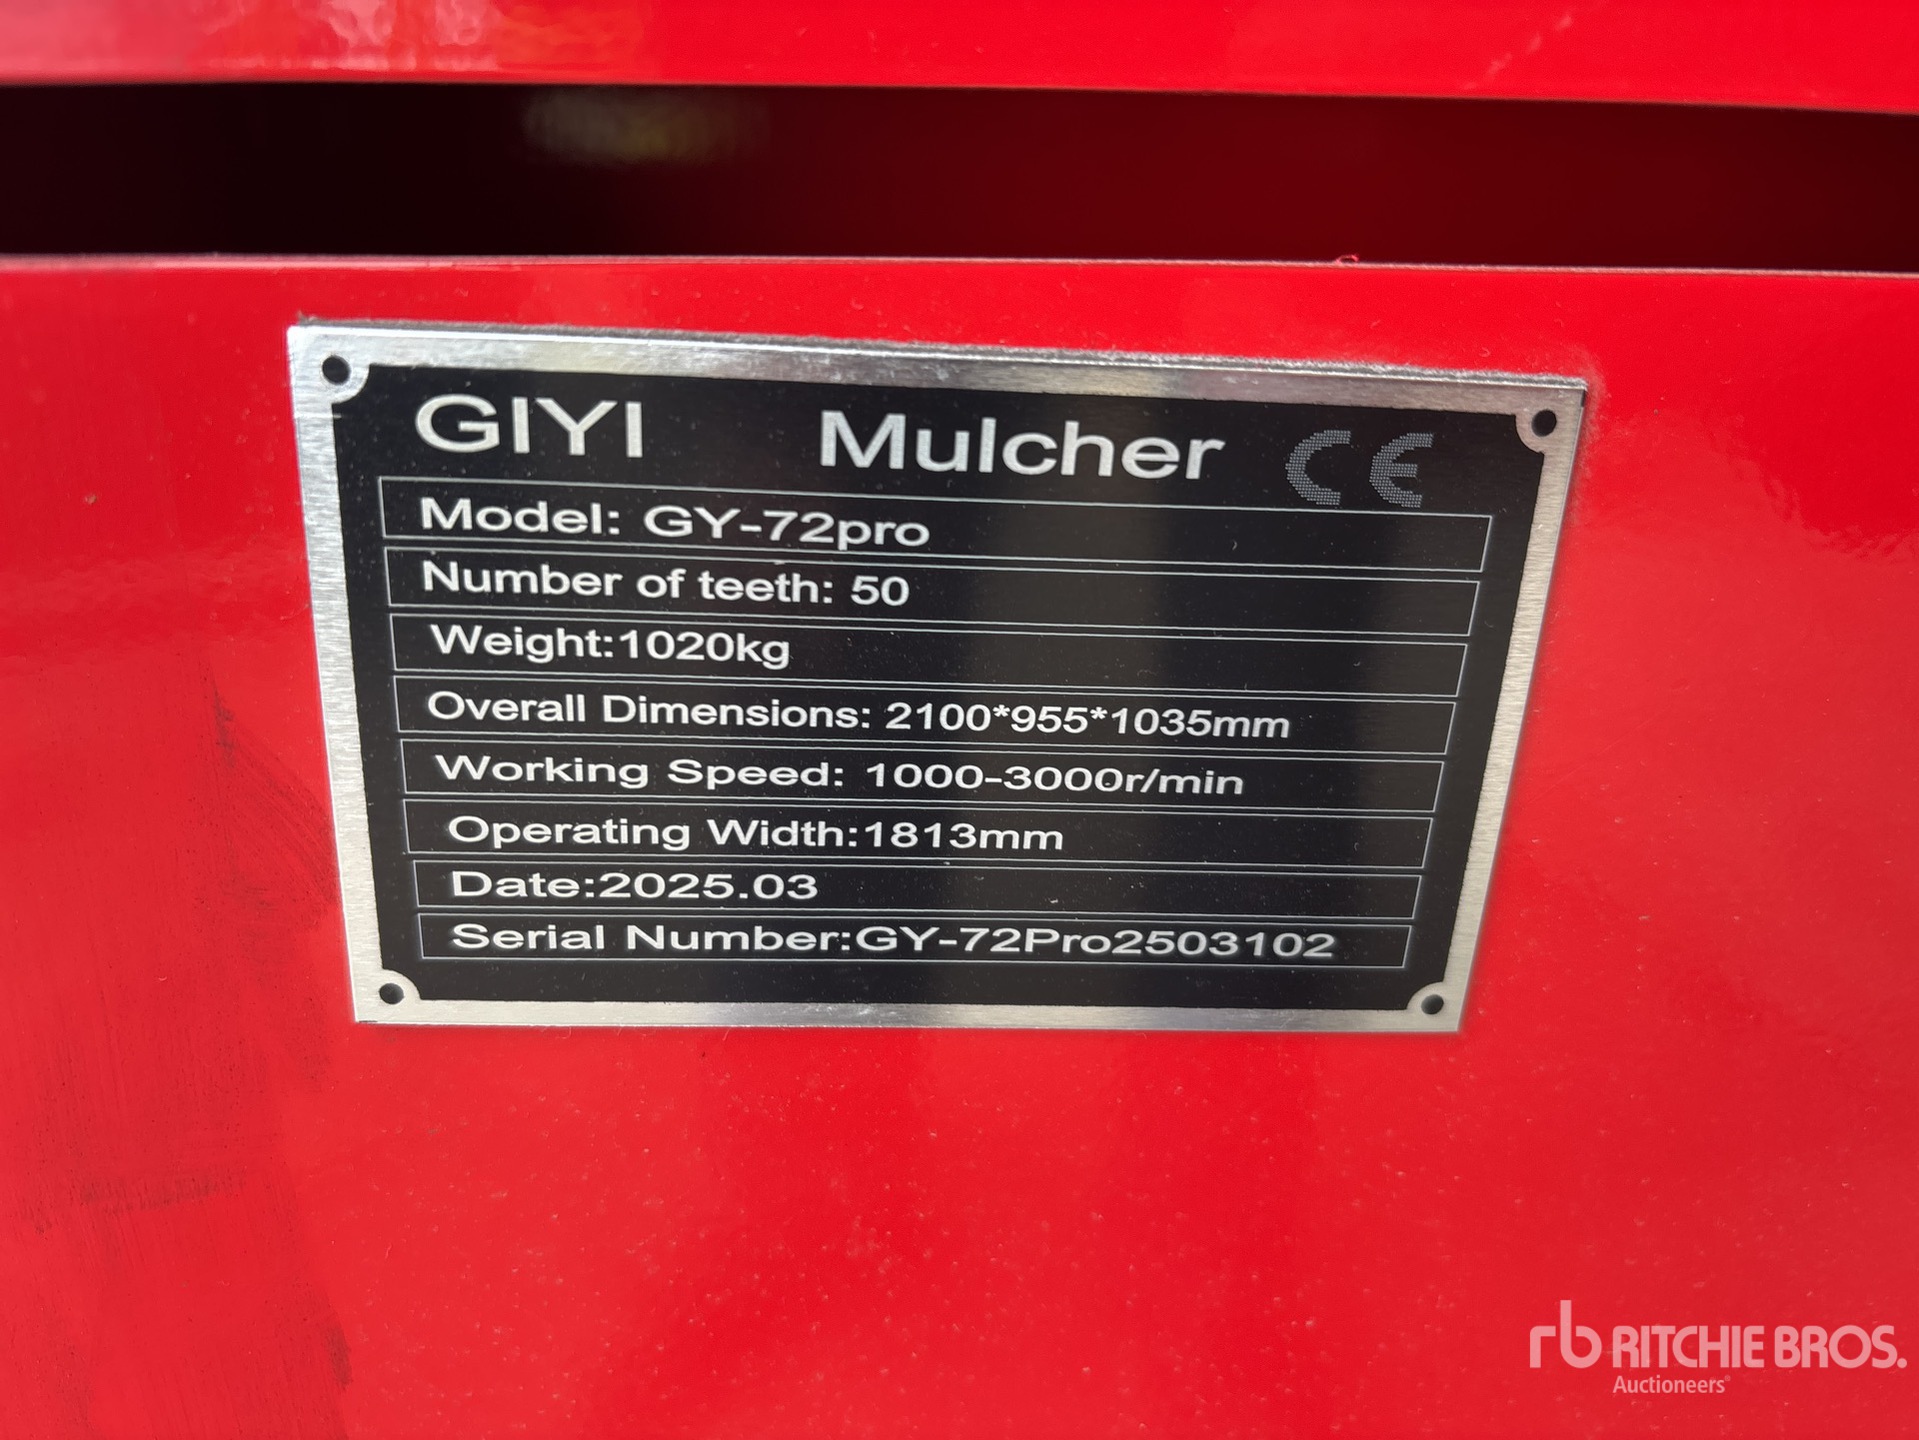 GIYI Mulcher CE
Model: GY-72pro
Number of teeth: 50
Weight:1020kg
Overall Dimensions: 2100*955*1035mm
Working Speed: 1000-3000r/min
Operating Width:1813mm
Date:2025.03
Serial Number:GY-72Pro2503102
rb RITCHIE BROS.
Auctioneers®